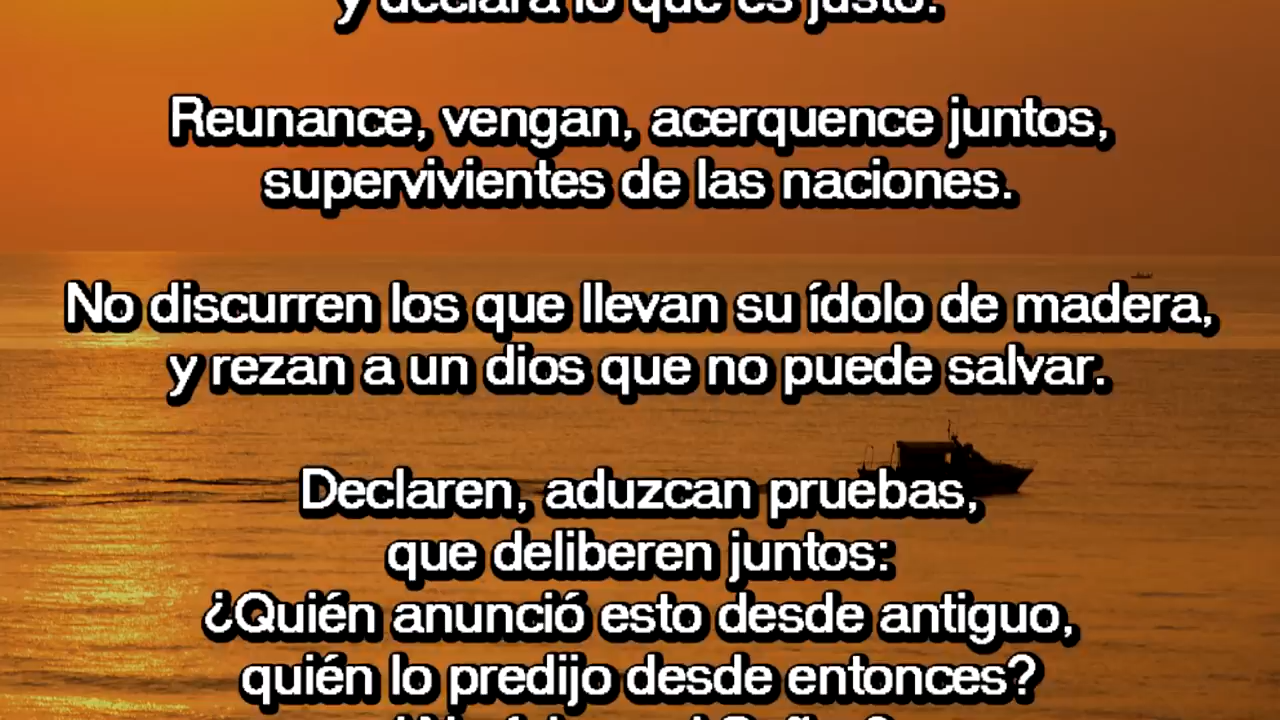 y declara lo que es justo.
Reunance, vengan, acerquence juntos,
supervivientes de las naciones.
No discurren los que llevan su ídolo de madera,
y rezan a un dios que no puede salvar.
Declaren, aduzcan pruebas,
que deliberen juntos:
¿Quién anunció esto desde antiguo,
quién lo predijo desde entonces?